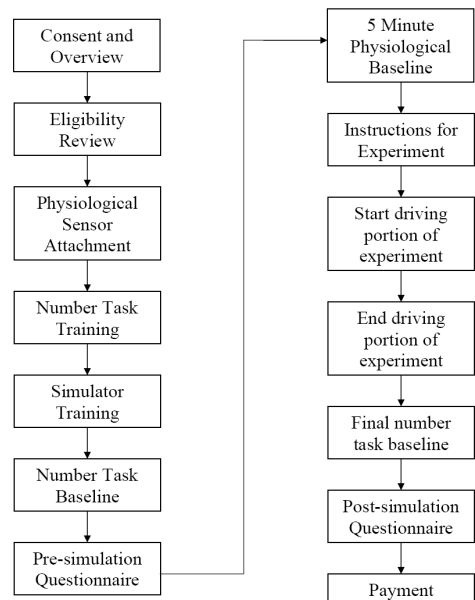 Consent and
Overview
Eligibility
Review
Physiological
Sensor
Attachment
Number Task
Training
Simulator
Training
Number Task
Baseline
Pre-simulation
Questionnaire
5 Minute
Physiological
Baseline
Instructions for
Experiment
Start driving
portion of
experiment
End driving
portion of
experiment
Final number
task baseline
Post-simulation
Questionnaire
Payment